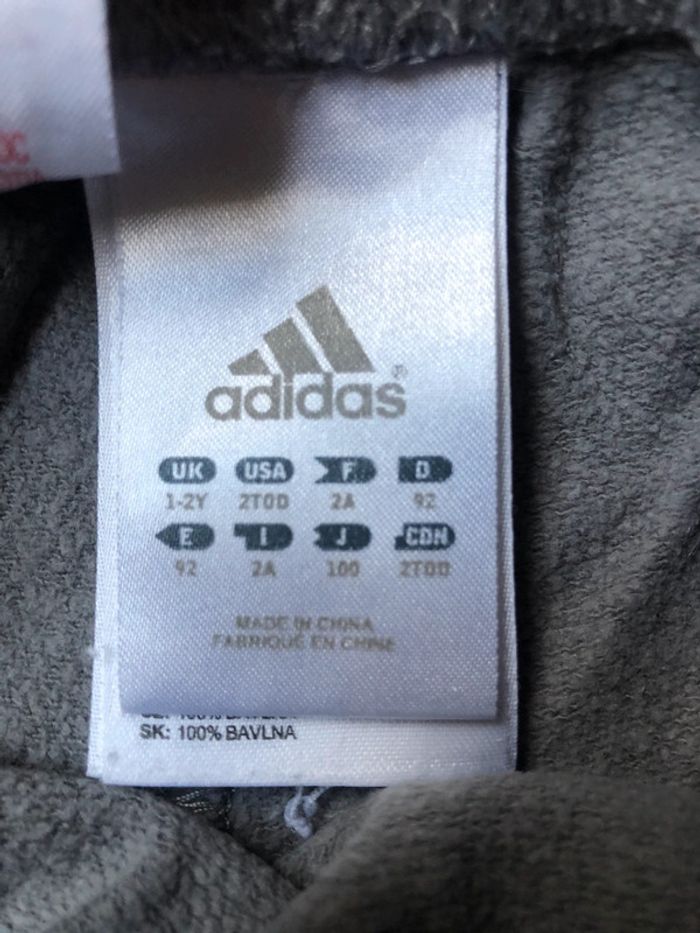 adidas®
UK USA F D
1-2Y 2TOD 2A 92
E I J CDN
92 2A 100 2TOD
MADE IN CHINA
FABRIQUÉ EN CHINE
SK: 100% BAVLNA